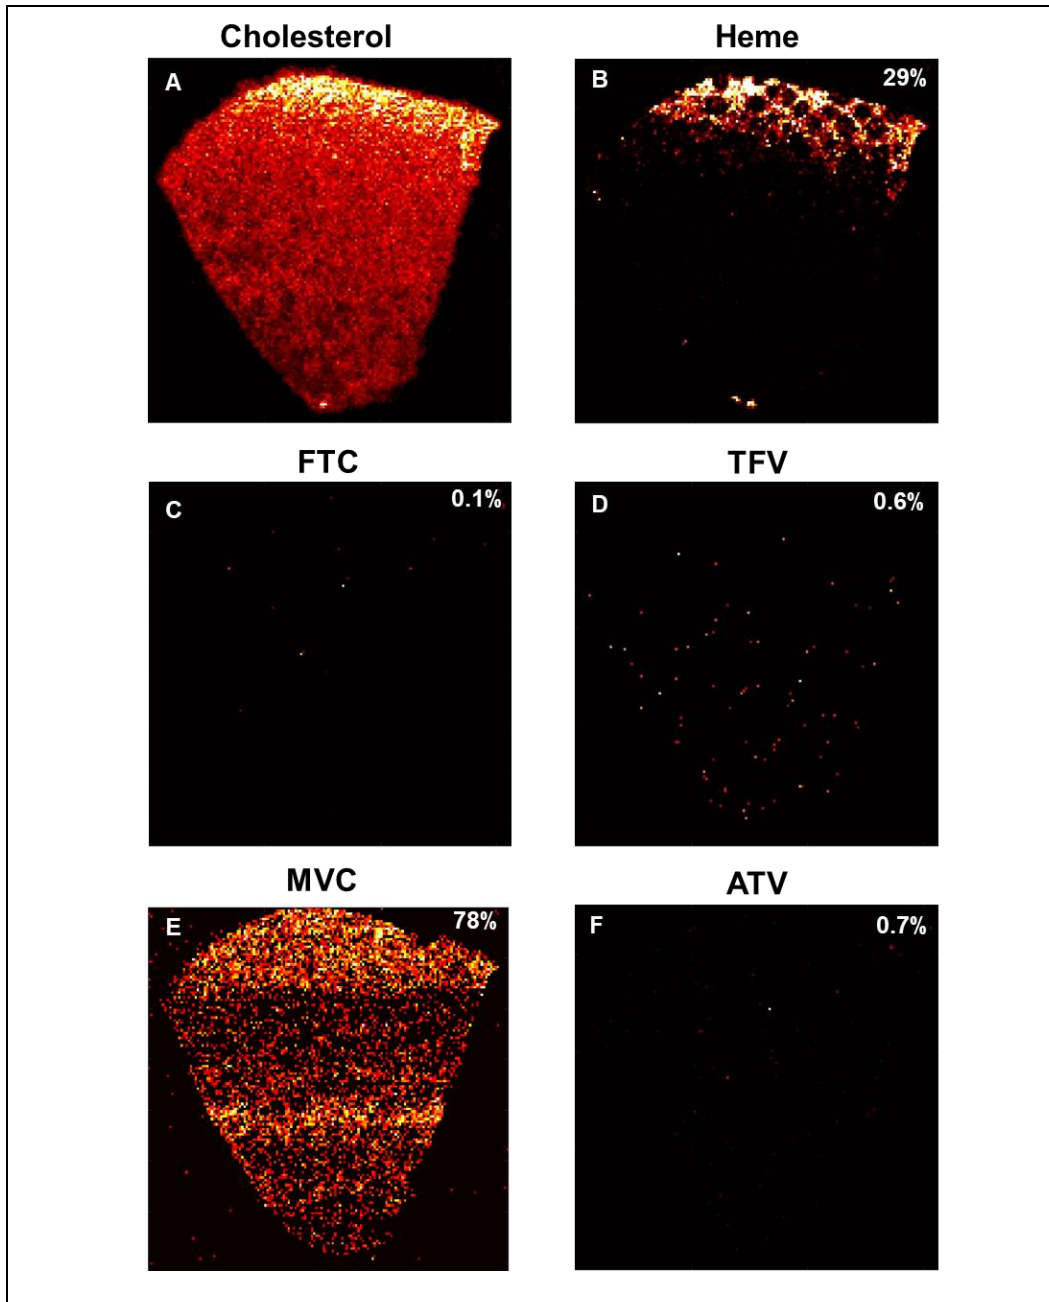 Cholesterol
Heme
A
B
29%
FTC
TFV
C
0.1%
D
0.6%
MVC
ATV
E
78%
F
0.7%